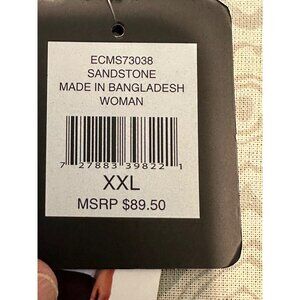 ECMS73038
SANDSTONE
MADE IN BANGLADESH
WOMAN
7 27883 39822 1
XXL
MSRP $89.50